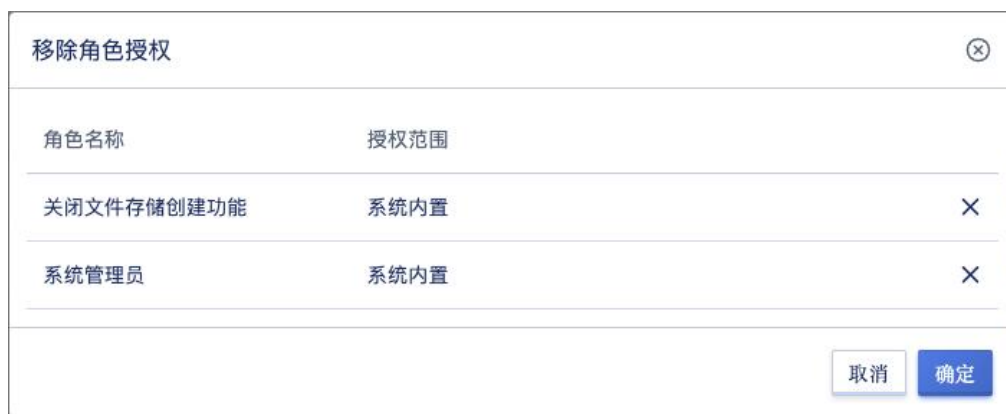 移除角色授权
角色名称 授权范围
关闭文件存储创建功能 系统内置
系统管理员 系统内置
取消 确定